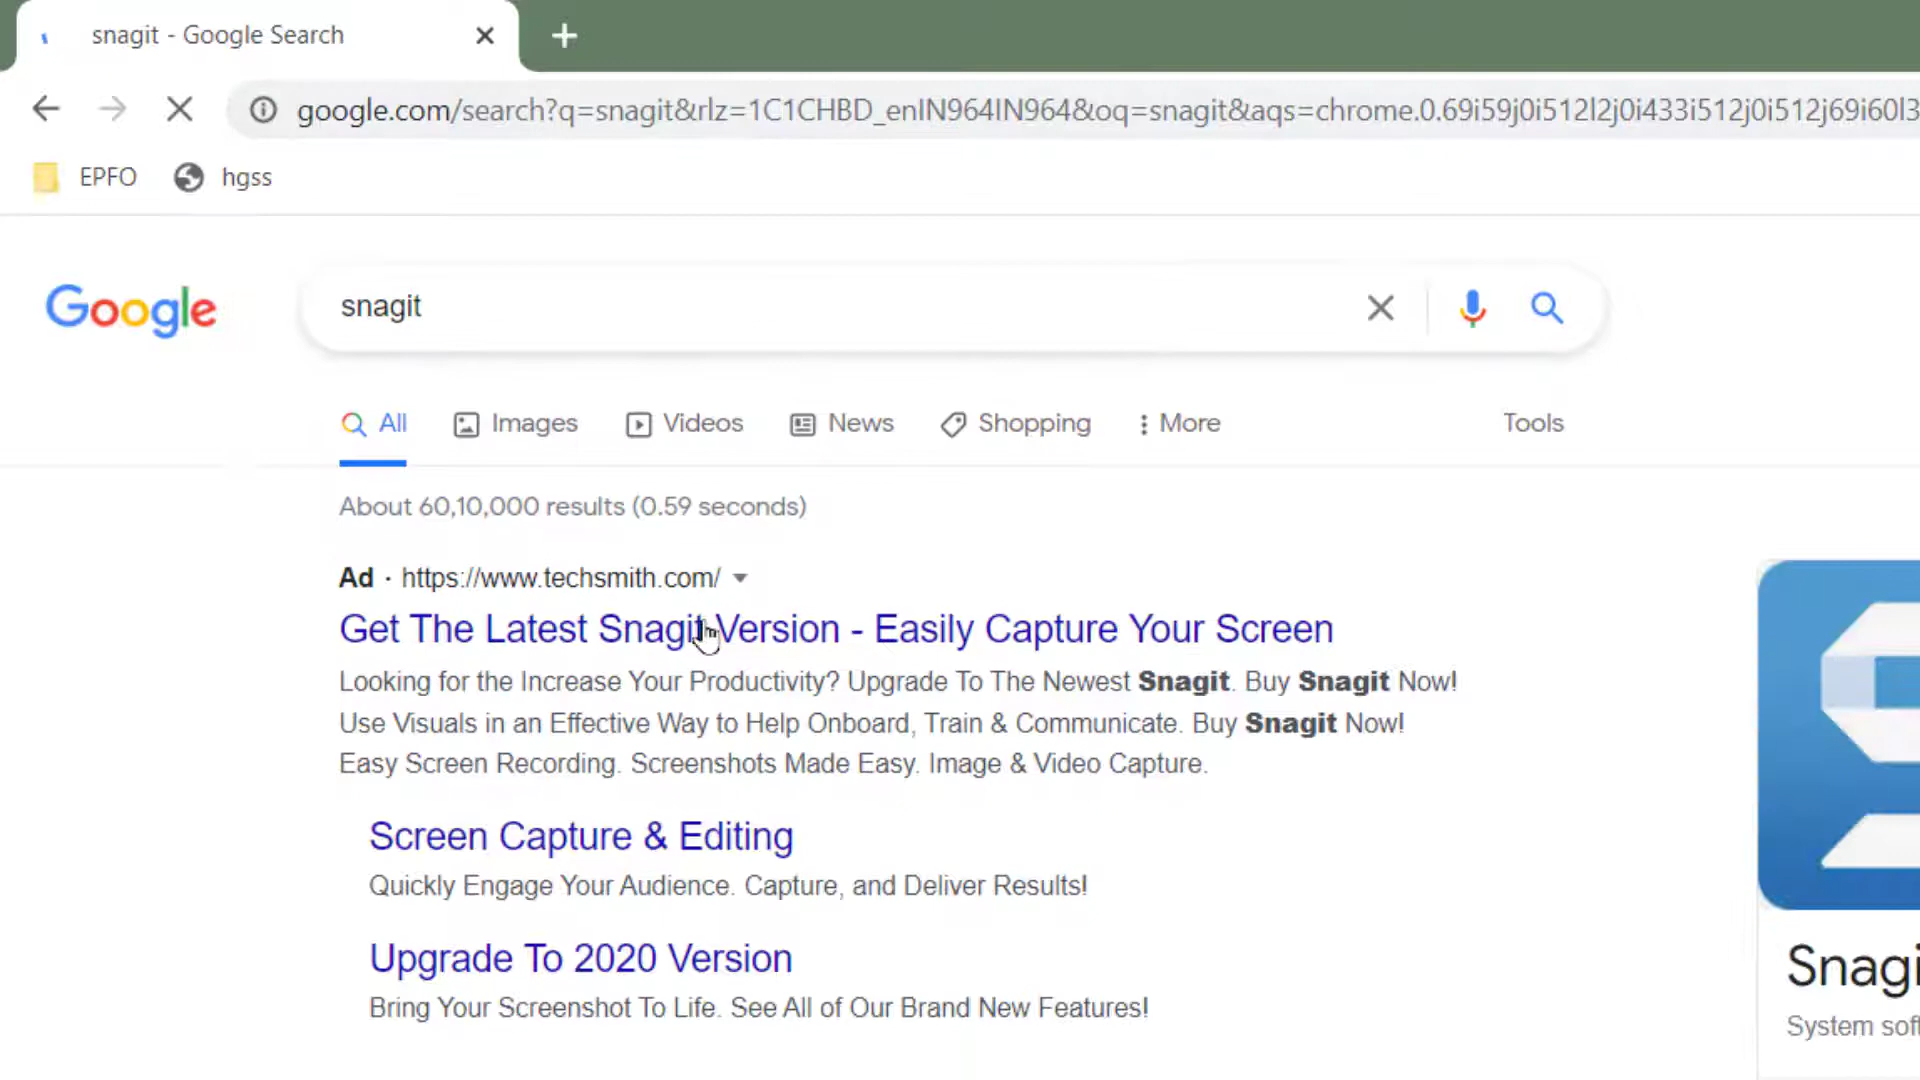 snagit - Google Search
google.com/search?q=snagit&rlz=1C1CHBD_enIN964IN964&oq=snagit&aqs=chrome.0.69i59j0i512l2j0i433i512j0i512j69i60l3
EPFO hgss
Google snagit
All Images Videos News Shopping More Tools
About 60,10,000 results (0.59 seconds)
Ad · https://www.techsmith.com/
Get The Latest Snagit Version - Easily Capture Your Screen
Looking for the Increase Your Productivity? Upgrade To The Newest Snagit. Buy Snagit Now!
Use Visuals in an Effective Way to Help Onboard, Train & Communicate. Buy Snagit Now!
Easy Screen Recording. Screenshots Made Easy. Image & Video Capture.
Screen Capture & Editing
Quickly Engage Your Audience. Capture, and Deliver Results!
Upgrade To 2020 Version
Bring Your Screenshot To Life. See All of Our Brand New Features!
Snagi
System soft